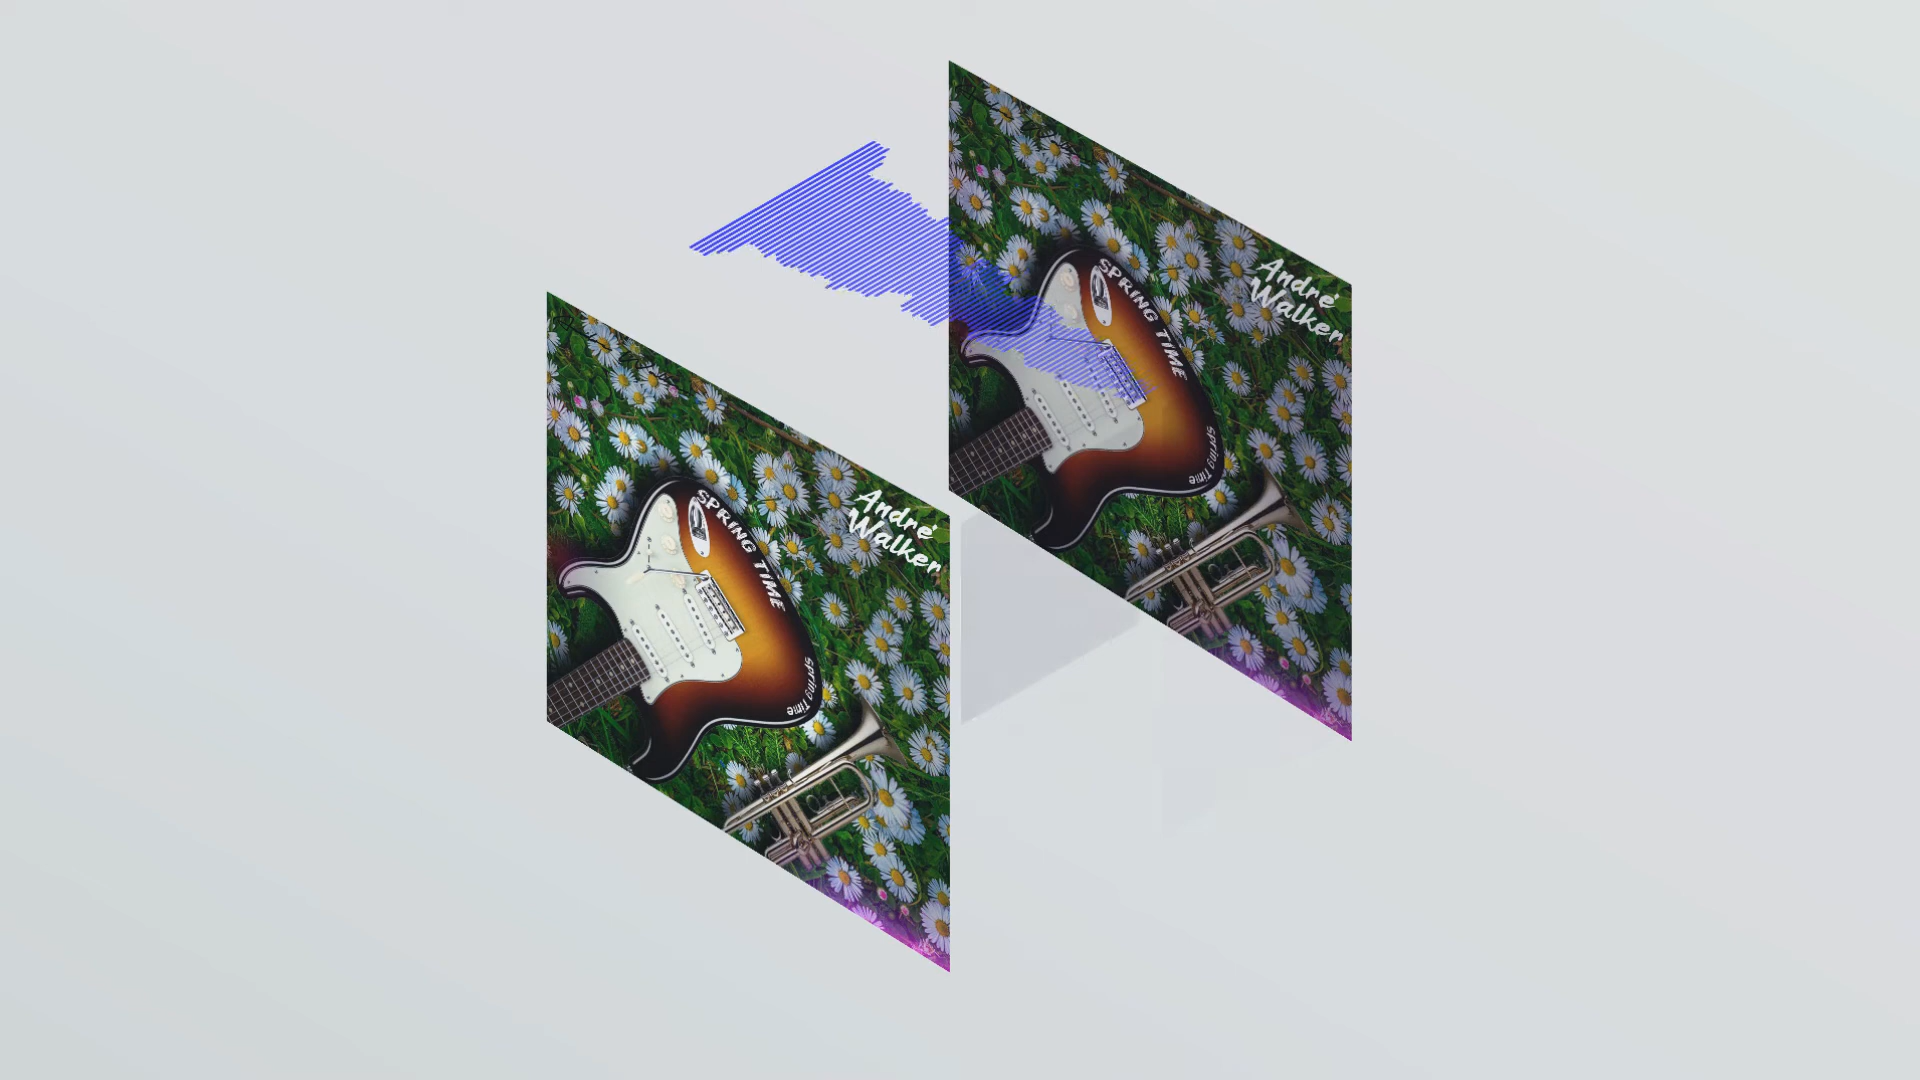 SPRING TIME
André
Walker
Spring Time
SPRING TIME
André
Walker
Spring Time